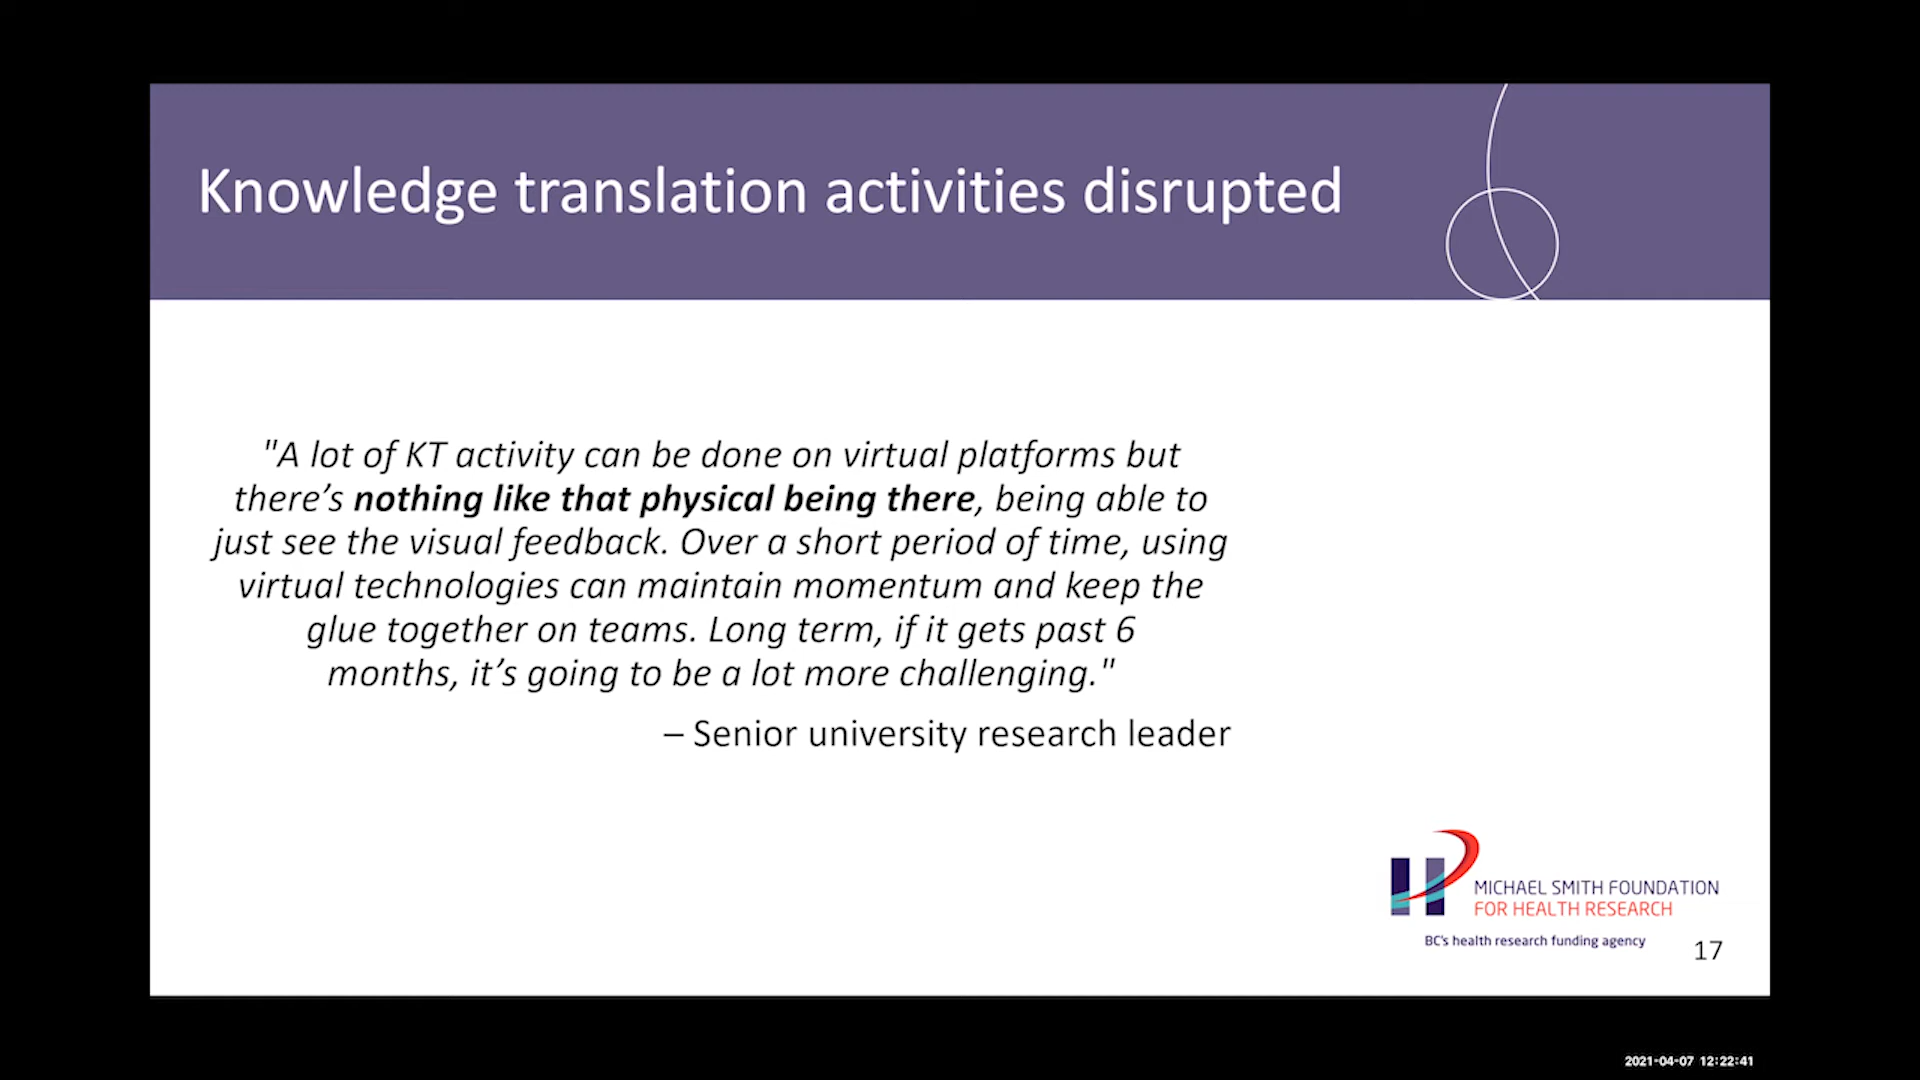 Knowledge translation activities disrupted
"A lot of KT activity can be done on virtual platforms but
there’s nothing like that physical being there, being able to
just see the visual feedback. Over a short period of time, using
virtual technologies can maintain momentum and keep the
glue together on teams. Long term, if it gets past 6
months, it’s going to be a lot more challenging."
– Senior university research leader
MICHAEL SMITH FOUNDATION
FOR HEALTH RESEARCH
BC's health research funding agency
17
2021-04-07 12:22:41